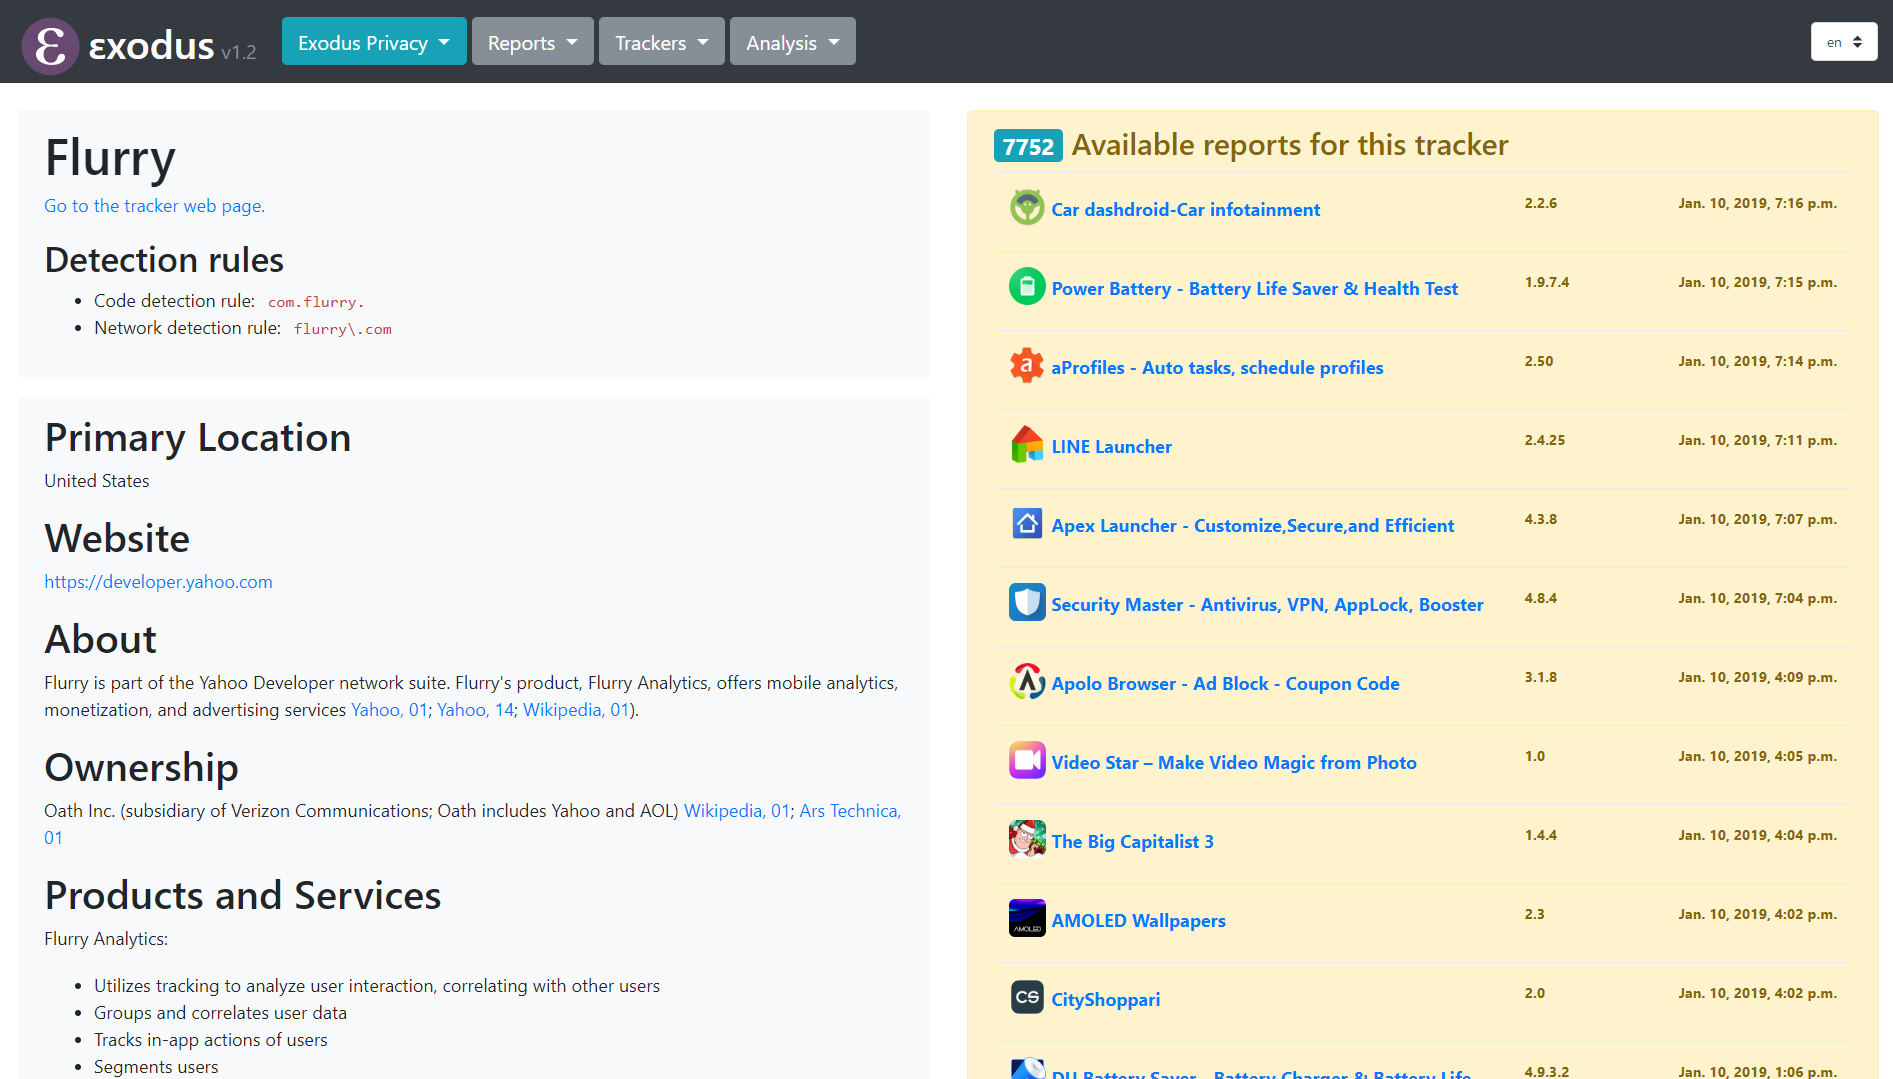 εxodus v1.2
Exodus Privacy
Reports
Trackers
Analysis
en
Flurry
Go to the tracker web page.
Detection rules
• Code detection rule: com.flurry.
• Network detection rule: flurry\.com
Primary Location
United States
Website
https://developer.yahoo.com
About
Flurry is part of the Yahoo Developer network suite. Flurry's product, Flurry Analytics, offers mobile analytics,
monetization, and advertising services Yahoo, 01; Yahoo, 14; Wikipedia, 01).
Ownership
Oath Inc. (subsidiary of Verizon Communications; Oath includes Yahoo and AOL) Wikipedia, 01; Ars Technica,
01
Products and Services
Flurry Analytics:
• Utilizes tracking to analyze user interaction, correlating with other users
• Groups and correlates user data
• Tracks in-app actions of users
• Segments users
7752 Available reports for this tracker
Car dashdroid-Car infotainment 2.2.6 Jan. 10, 2019, 7:16 p.m.
Power Battery - Battery Life Saver & Health Test 1.9.7.4 Jan. 10, 2019, 7:15 p.m.
a aProfiles - Auto tasks, schedule profiles 2.50 Jan. 10, 2019, 7:14 p.m.
LINE Launcher 2.4.25 Jan. 10, 2019, 7:11 p.m.
Apex Launcher - Customize,Secure,and Efficient 4.3.8 Jan. 10, 2019, 7:07 p.m.
Security Master - Antivirus, VPN, AppLock, Booster 4.8.4 Jan. 10, 2019, 7:04 p.m.
Apolo Browser - Ad Block - Coupon Code 3.1.8 Jan. 10, 2019, 4:09 p.m.
Video Star – Make Video Magic from Photo 1.0 Jan. 10, 2019, 4:05 p.m.
The Big Capitalist 3 1.4.4 Jan. 10, 2019, 4:04 p.m.
AMOLED AMOLED Wallpapers 2.3 Jan. 10, 2019, 4:02 p.m.
CS CityShoppari 2.0 Jan. 10, 2019, 4:02 p.m.
DU Battery Saver - Battery Charger & Battery Life 4.9.3.2 Jan. 10, 2019, 1:06 p.m.